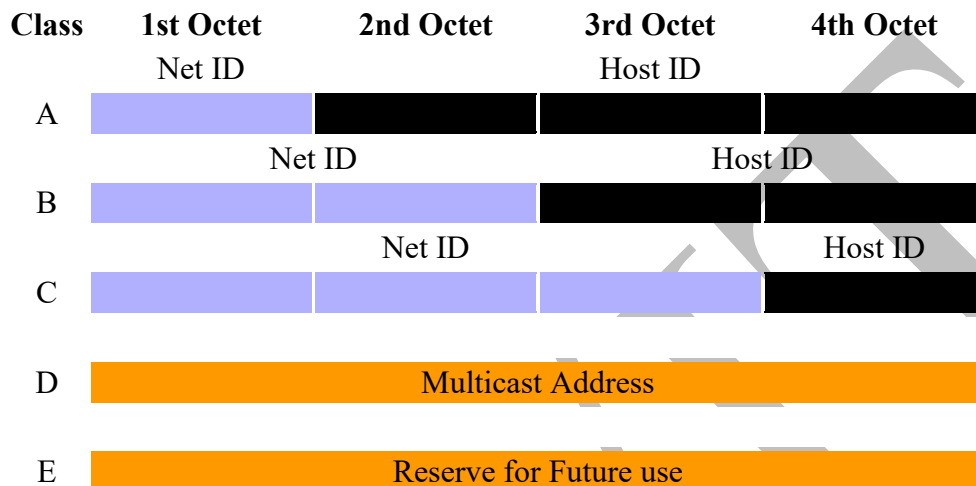 Class 1st Octet 2nd Octet 3rd Octet 4th Octet
Net ID Host ID
A
Net ID Host ID
B
Net ID Host ID
C
D Multicast Address
E Reserve for Future use